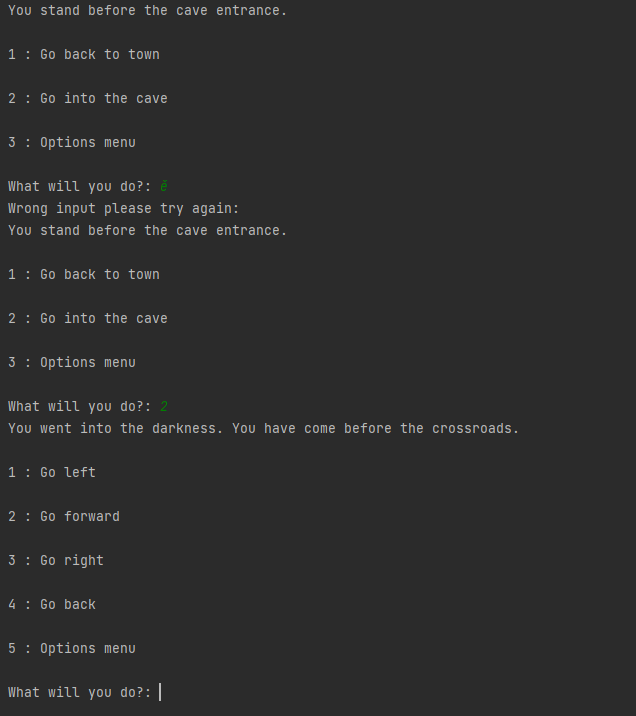 You stand before the cave entrance.
1 : Go back to town
2 : Go into the cave
3 : Options menu
What will you do?: ě
Wrong input please try again:
You stand before the cave entrance.
1 : Go back to town
2 : Go into the cave
3 : Options menu
What will you do?: 2
You went into the darkness. You have come before the crossroads.
1 : Go left
2 : Go forward
3 : Go right
4 : Go back
5 : Options menu
What will you do?: